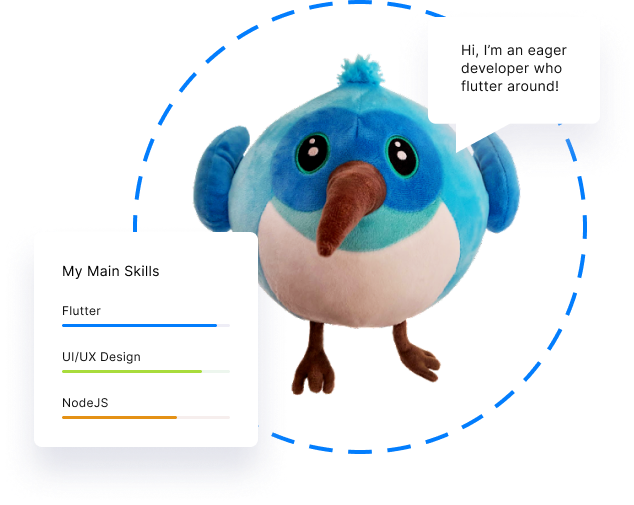 Hi, I'm an eager
developer who
flutter around!
My Main Skills
Flutter
UI/UX Design
NodeJS